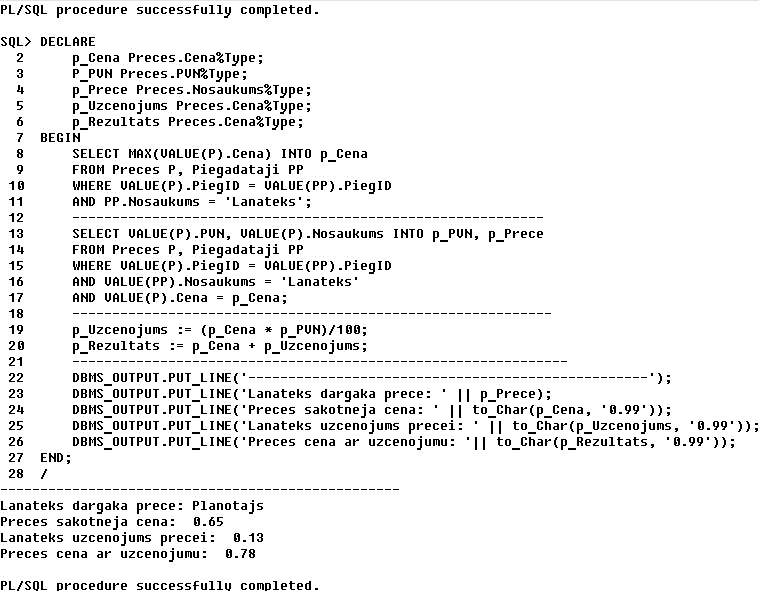 PL/SQL procedure successfully completed.
SQL> DECLARE
  2      p_Cena Preces.Cena%Type;
  3      P_PVN Preces.PVN%Type;
  4      p_Prece Preces.Nosaukums%Type;
  5      p_Uzcenojums Preces.Cena%Type;
  6      p_Rezultats Preces.Cena%Type;
  7  BEGIN
  8      SELECT MAX(VALUE(P).Cena) INTO p_Cena
  9      FROM Preces P, Piegadataji PP
 10      WHERE VALUE(P).PiegID = VALUE(PP).PiegID
 11      AND PP.Nosaukums = 'Lanateks';
 12      -----------------------------------------------------------
 13      SELECT VALUE(P).PVN, VALUE(P).Nosaukums INTO p_PVN, p_Prece
 14      FROM Preces P, Piegadataji PP
 15      WHERE VALUE(P).PiegID = VALUE(PP).PiegID
 16      AND VALUE(PP).Nosaukums = 'Lanateks'
 17      AND VALUE(P).Cena = p_Cena;
 18      ------------------------------------------------------------
 19      p_Uzcenojums := (p_Cena * p_PVN)/100;
 20      p_Rezultats := p_Cena + p_Uzcenojums;
 21      --------------------------------------------------------------
 22      DBMS_OUTPUT.PUT_LINE('--------------------------------------------------');
 23      DBMS_OUTPUT.PUT_LINE('Lanateks dargaka prece: ' || p_Prece);
 24      DBMS_OUTPUT.PUT_LINE('Preces sakotneja cena: ' || to_Char(p_Cena, '0.99'));
 25      DBMS_OUTPUT.PUT_LINE('Lanateks uzcenojums precei: ' || to_Char(p_Uzcenojums, '0.99'));
 26      DBMS_OUTPUT.PUT_LINE('Preces cena ar uzcenojumu: '|| to_Char(p_Rezultats, '0.99'));
 27  END;
 28  /
--------------------------------------------------
Lanateks dargaka prece: Planotajs
Preces sakotneja cena:  0.65
Lanateks uzcenojums precei:  0.13
Preces cena ar uzcenojumu:  0.78
PL/SQL procedure successfully completed.